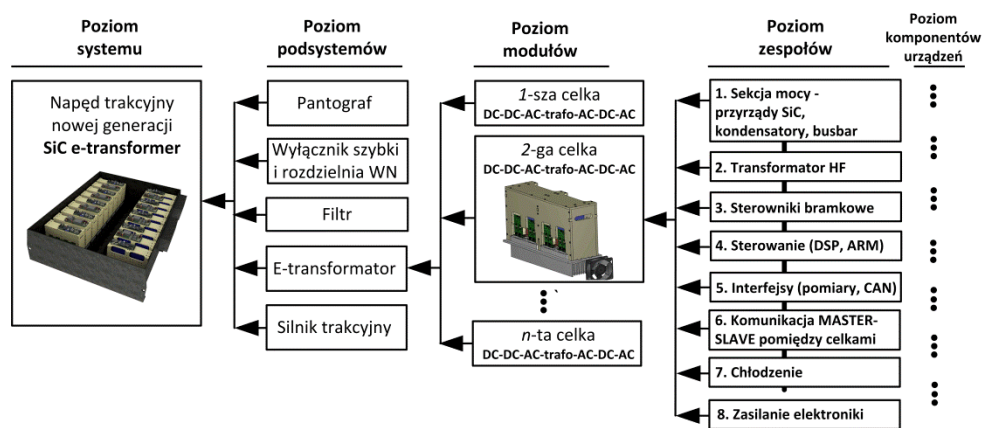 Poziom
systemu
Napęd trakcyjny
nowej generacji
SiC e-transformer
Poziom
podsystemów
Pantograf
Wyłącznik szybki
i rozdzielnia WN
Filtr
E-transformator
Silnik trakcyjny
Poziom
modułów
1-sza celka
DC-DC-AC-trafo-AC-DC-AC
2-ga celka
DC-DC-AC-trafo-AC-DC-AC
n-ta celka
DC-DC-AC-trafo-AC-DC-AC
Poziom
zespołów
1. Sekcja mocy -
przyrządy SiC,
kondensatory, busbar
2. Transformator HF
3. Sterowniki bramkowe
4. Sterowanie (DSP, ARM)
5. Interfejsy (pomiary, CAN)
6. Komunikacja MASTER-
SLAVE pomiędzy celkami
7. Chłodzenie
8. Zasilanie elektroniki
Poziom
komponentów
urządzeń